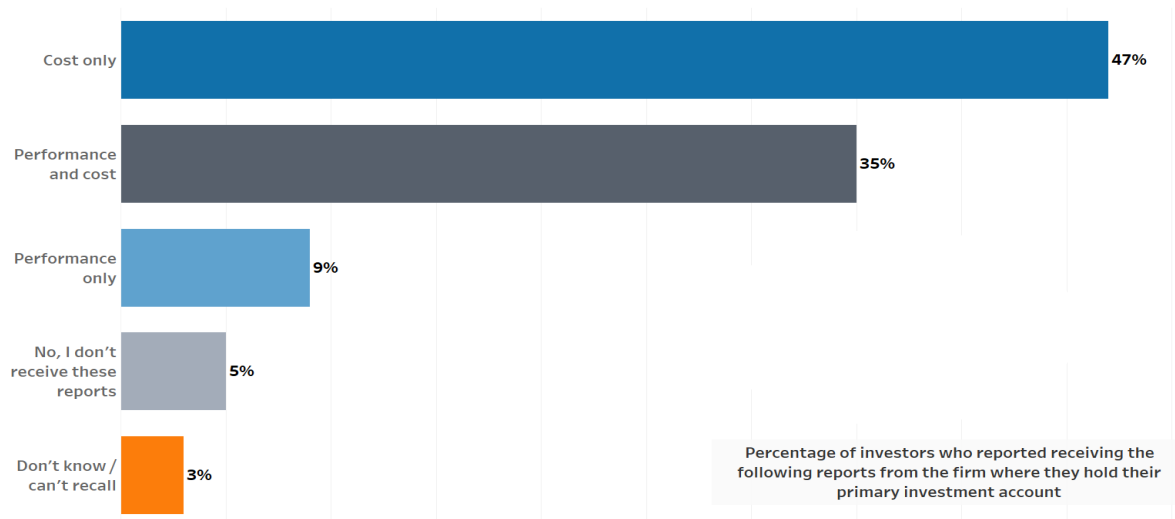 Cost only
47%
Performance
and cost
35%
Performance
only
9%
No, I don’t
receive these
reports
5%
Don’t know /
can’t recall
3%
Percentage of investors who reported receiving the
following reports from the firm where they hold their
primary investment account